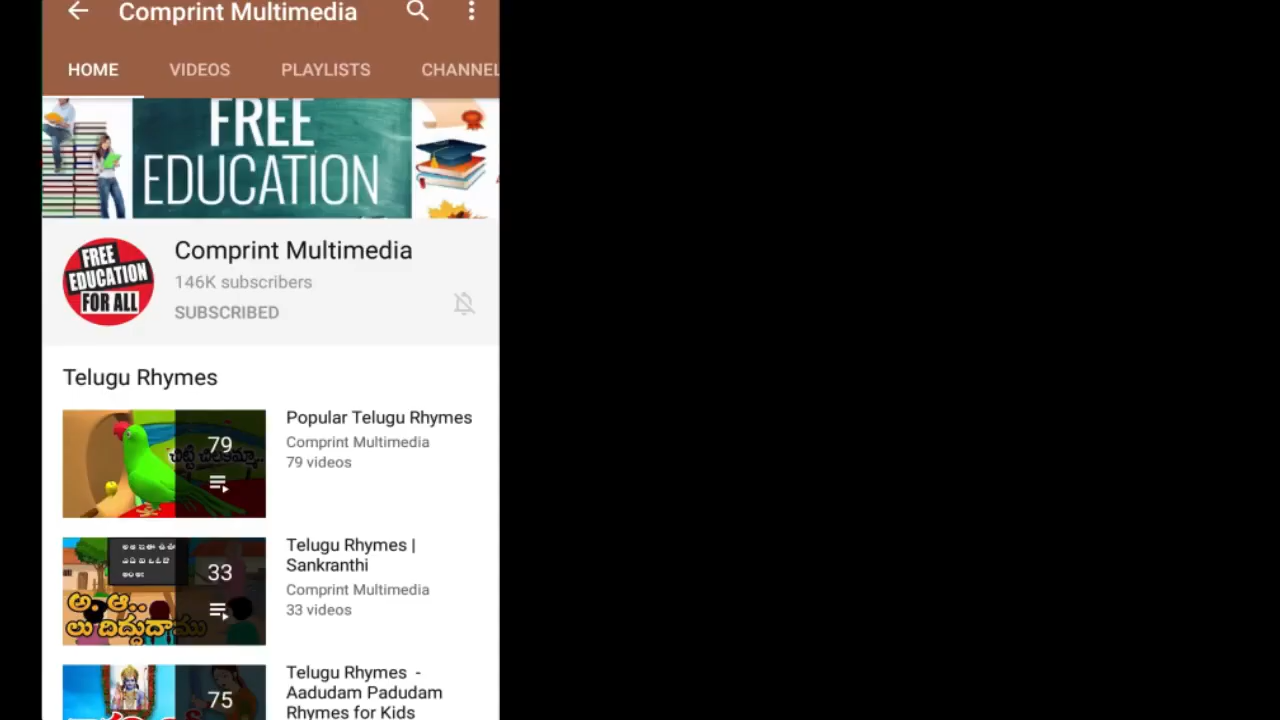 Comprint Multimedia
HOME VIDEOS PLAYLISTS CHANNEL
FREE
EDUCATION
FREE
EDUCATION
FOR ALL
Comprint Multimedia
146K subscribers
SUBSCRIBED
Telugu Rhymes
79
చిట్టి చిలకమ్మా..
Popular Telugu Rhymes
Comprint Multimedia
79 videos
33
అ. ఆ..
లు దిద్దుదాము
Telugu Rhymes |
Sankranthi
Comprint Multimedia
33 videos
75
Telugu Rhymes -
Aadudam Padudam
Rhymes for Kids